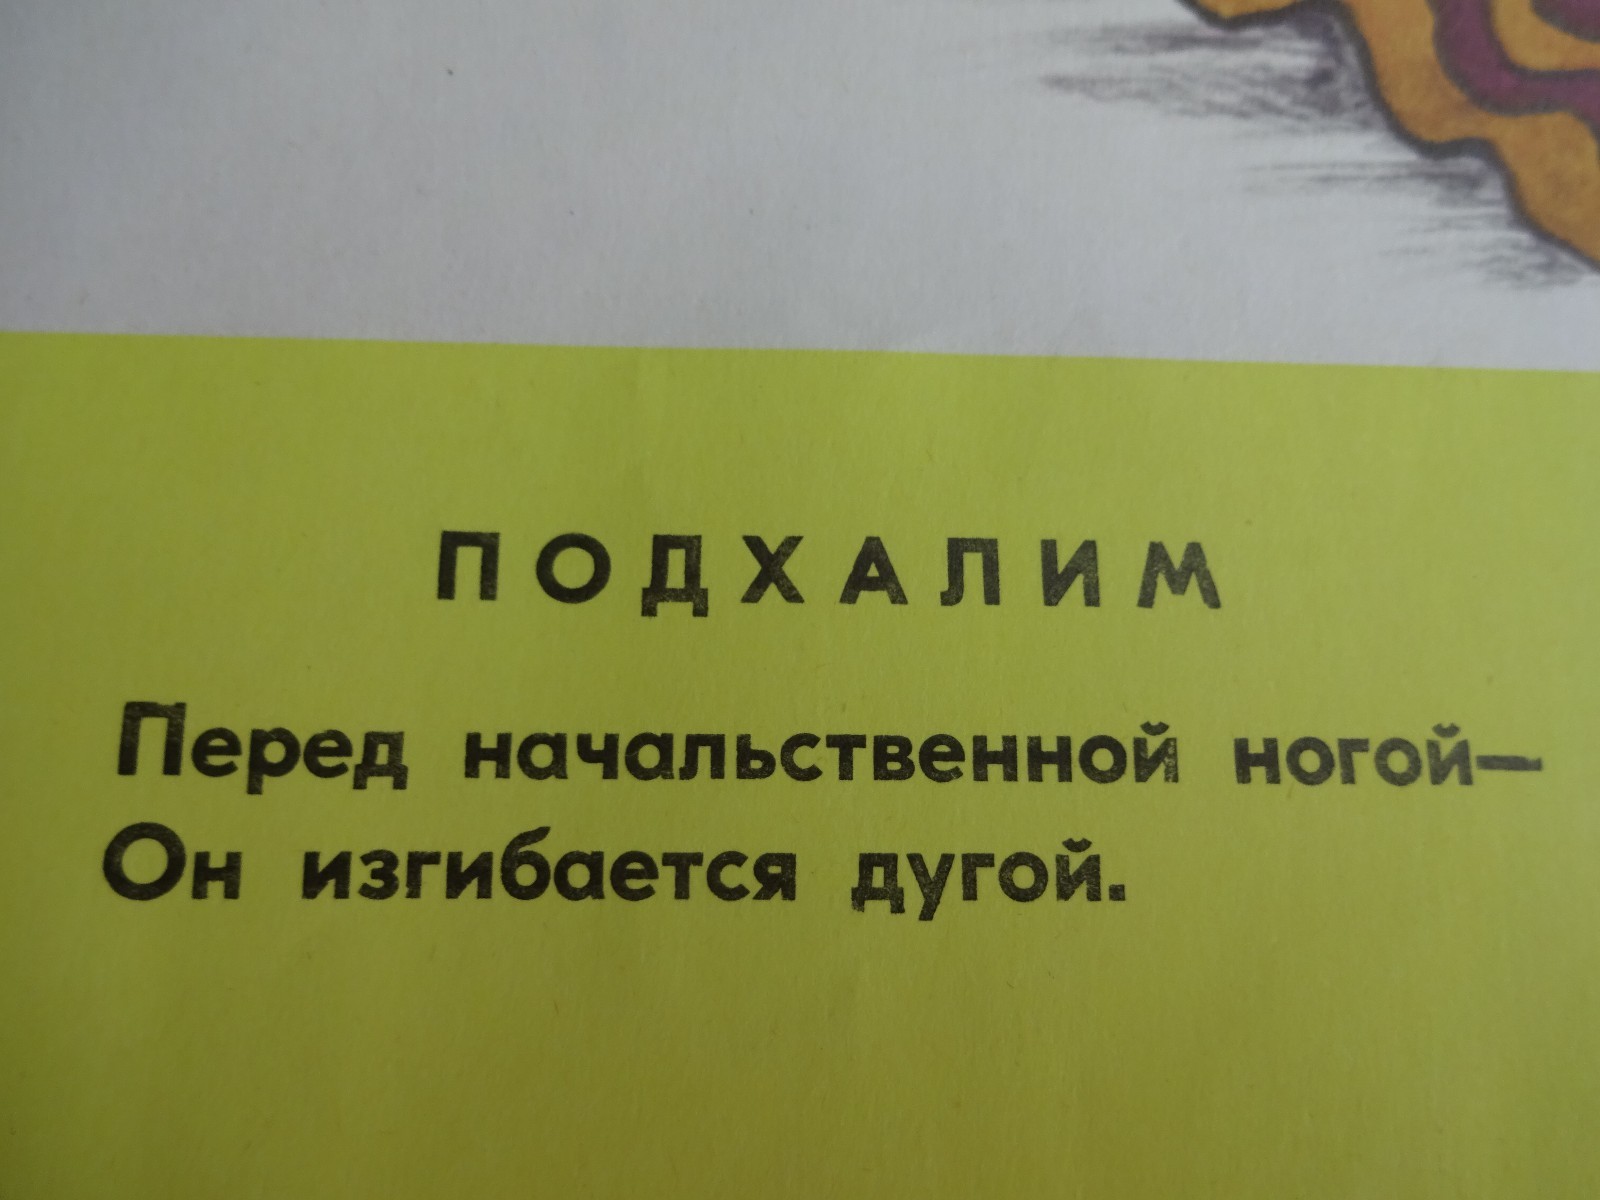 ПОДХАЛИМ
Перед начальственной ногой—
Он изгибается дугой.